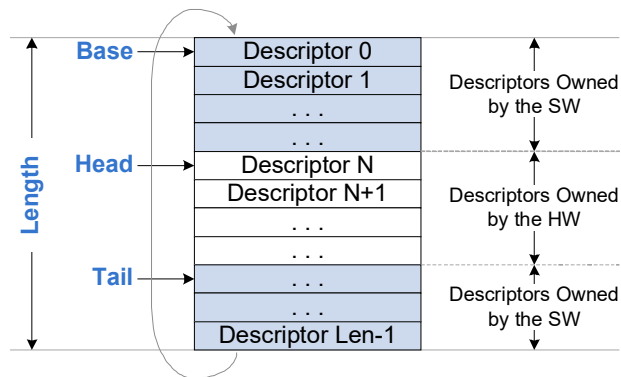 Base
Descriptor 0
Descriptor 1
. . .
. . .
Descriptors Owned
by the SW
Length
Head
Descriptor N
Descriptor N+1
. . .
. . .
Descriptors Owned
by the HW
Tail
. . .
. . .
Descriptor Len-1
Descriptors Owned
by the SW